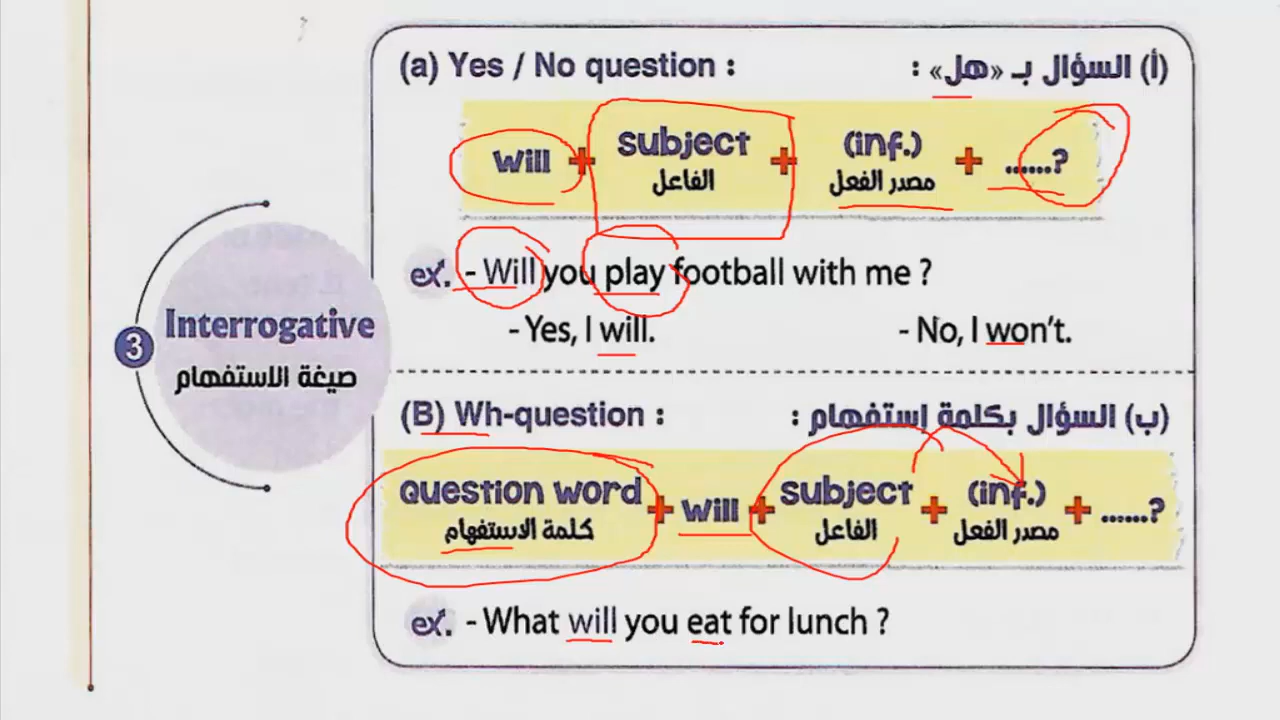 (a) Yes / No question : (أ) السؤال بـ «هل» :
will + subject + (inf.) + ......?
الفاعل مصدر الفعل
ex. - Will you play football with me ?
- Yes, I will. - No, I won't.
3 Interrogative
صيغة الاستفهام
(B) Wh-question : (ب) السؤال بكلمة إستفهام :
Question word + will + subject + (inf.) + ......?
كلمة الاستفهام الفاعل مصدر الفعل
ex. - What will you eat for lunch ?